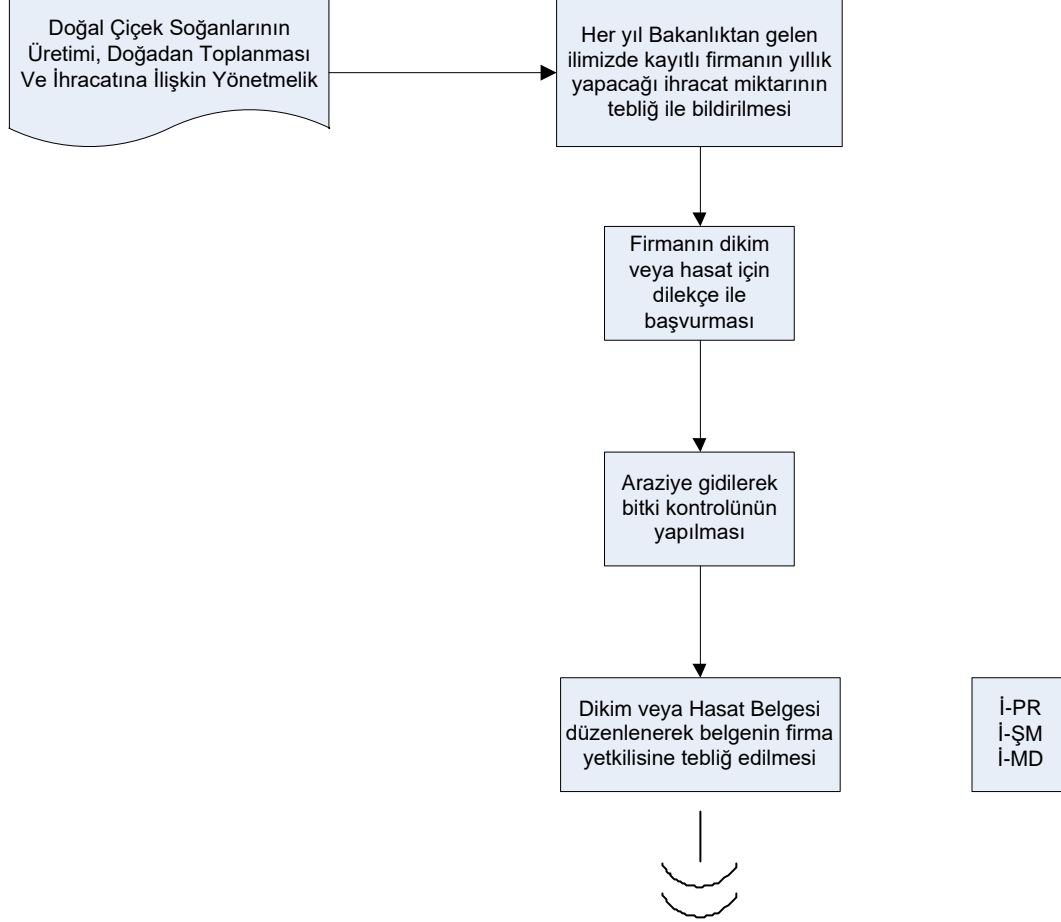 Doğal Çiçek Soğanlarının
Üretimi, Doğadan Toplanması
Ve İhracatına İlişkin Yönetmelik
Her yıl Bakanlıktan gelen
ilimizde kayıtlı firmanın yıllık
yapacağı ihracat miktarının
tebliğ ile bildirilmesi
Firmanın dikim
veya hasat için
dilekçe ile
başvurması
Araziye gidilerek
bitki kontrolünün
yapılması
Dikim veya Hasat Belgesi
düzenlenerek belgenin firma
yetkilisine tebliğ edilmesi
İ-PR
İ-ŞM
İ-MD